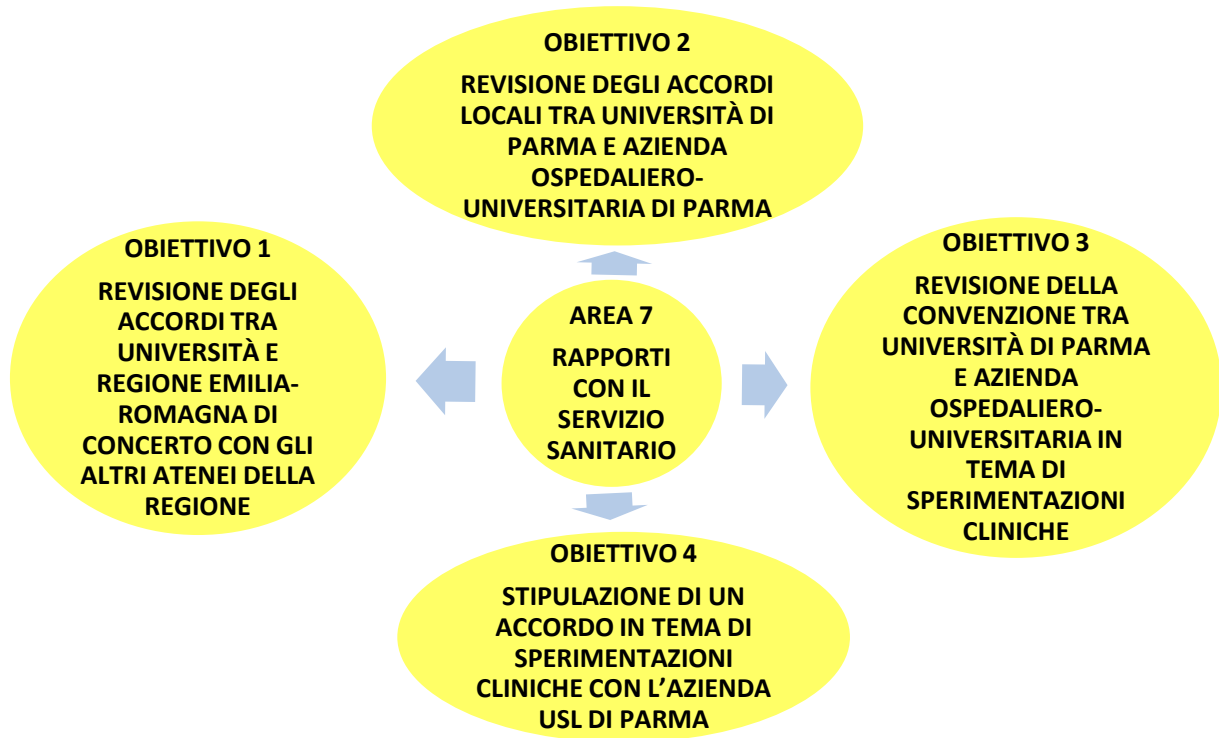 OBIETTIVO 2
REVISIONE DEGLI ACCORDI
LOCALI TRA UNIVERSITÀ DI
PARMA E AZIENDA
OSPEDALIERO-
UNIVERSITARIA DI PARMA
OBIETTIVO 1
REVISIONE DEGLI
ACCORDI TRA
UNIVERSITÀ E
REGIONE EMILIA-
ROMAGNA DI
CONCERTO CON GLI
ALTRI ATENEI DELLA
REGIONE
AREA 7
RAPPORTI
CON IL
SERVIZIO
SANITARIO
OBIETTIVO 3
REVISIONE DELLA
CONVENZIONE TRA
UNIVERSITÀ DI PARMA
E AZIENDA
OSPEDALIERO-
UNIVERSITARIA IN
TEMA DI
SPERIMENTAZIONI
CLINICHE
OBIETTIVO 4
STIPULAZIONE DI UN
ACCORDO IN TEMA DI
SPERIMENTAZIONI
CLINICHE CON L’AZIENDA
USL DI PARMA